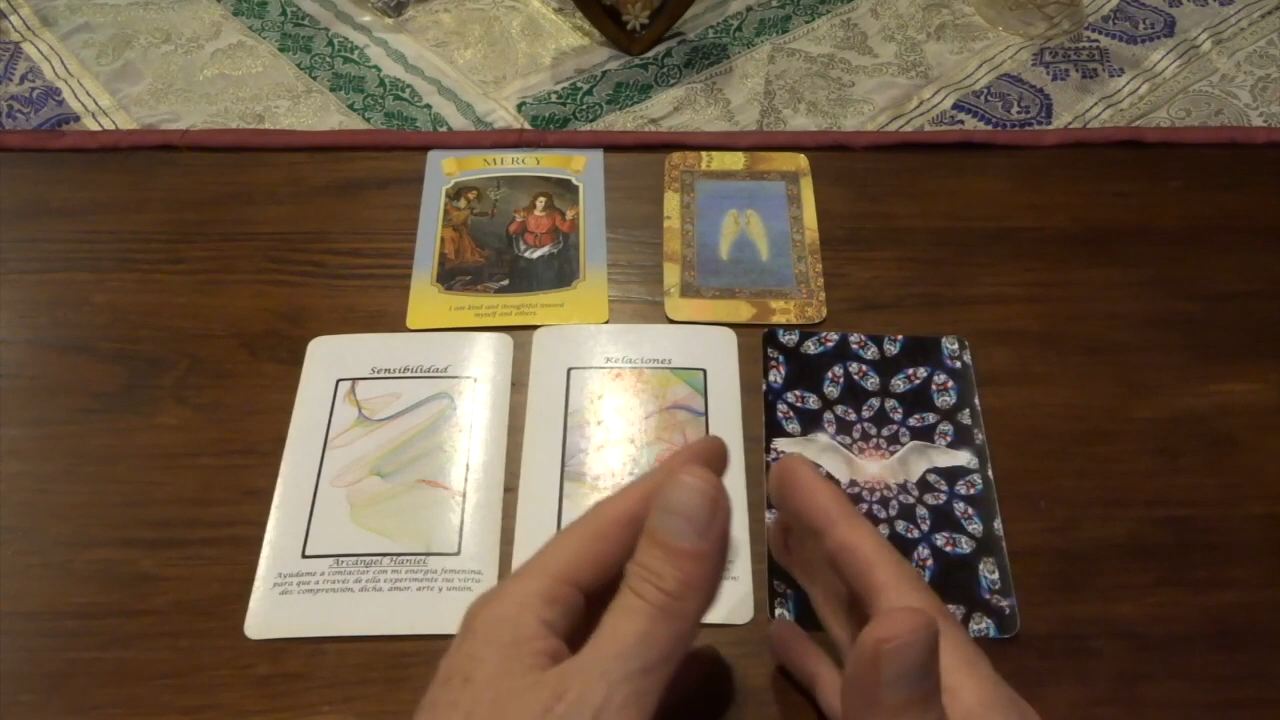 MERCY
I am kind and thoughtful toward
myself and others.
Sensibilidad
Relaciones
Arcángel Haniel:
Ayúdame a contactar con mi energía femenina,
para que a través de ella experimente sus virtu-
des: comprensión, dicha, amor, arte y unión.